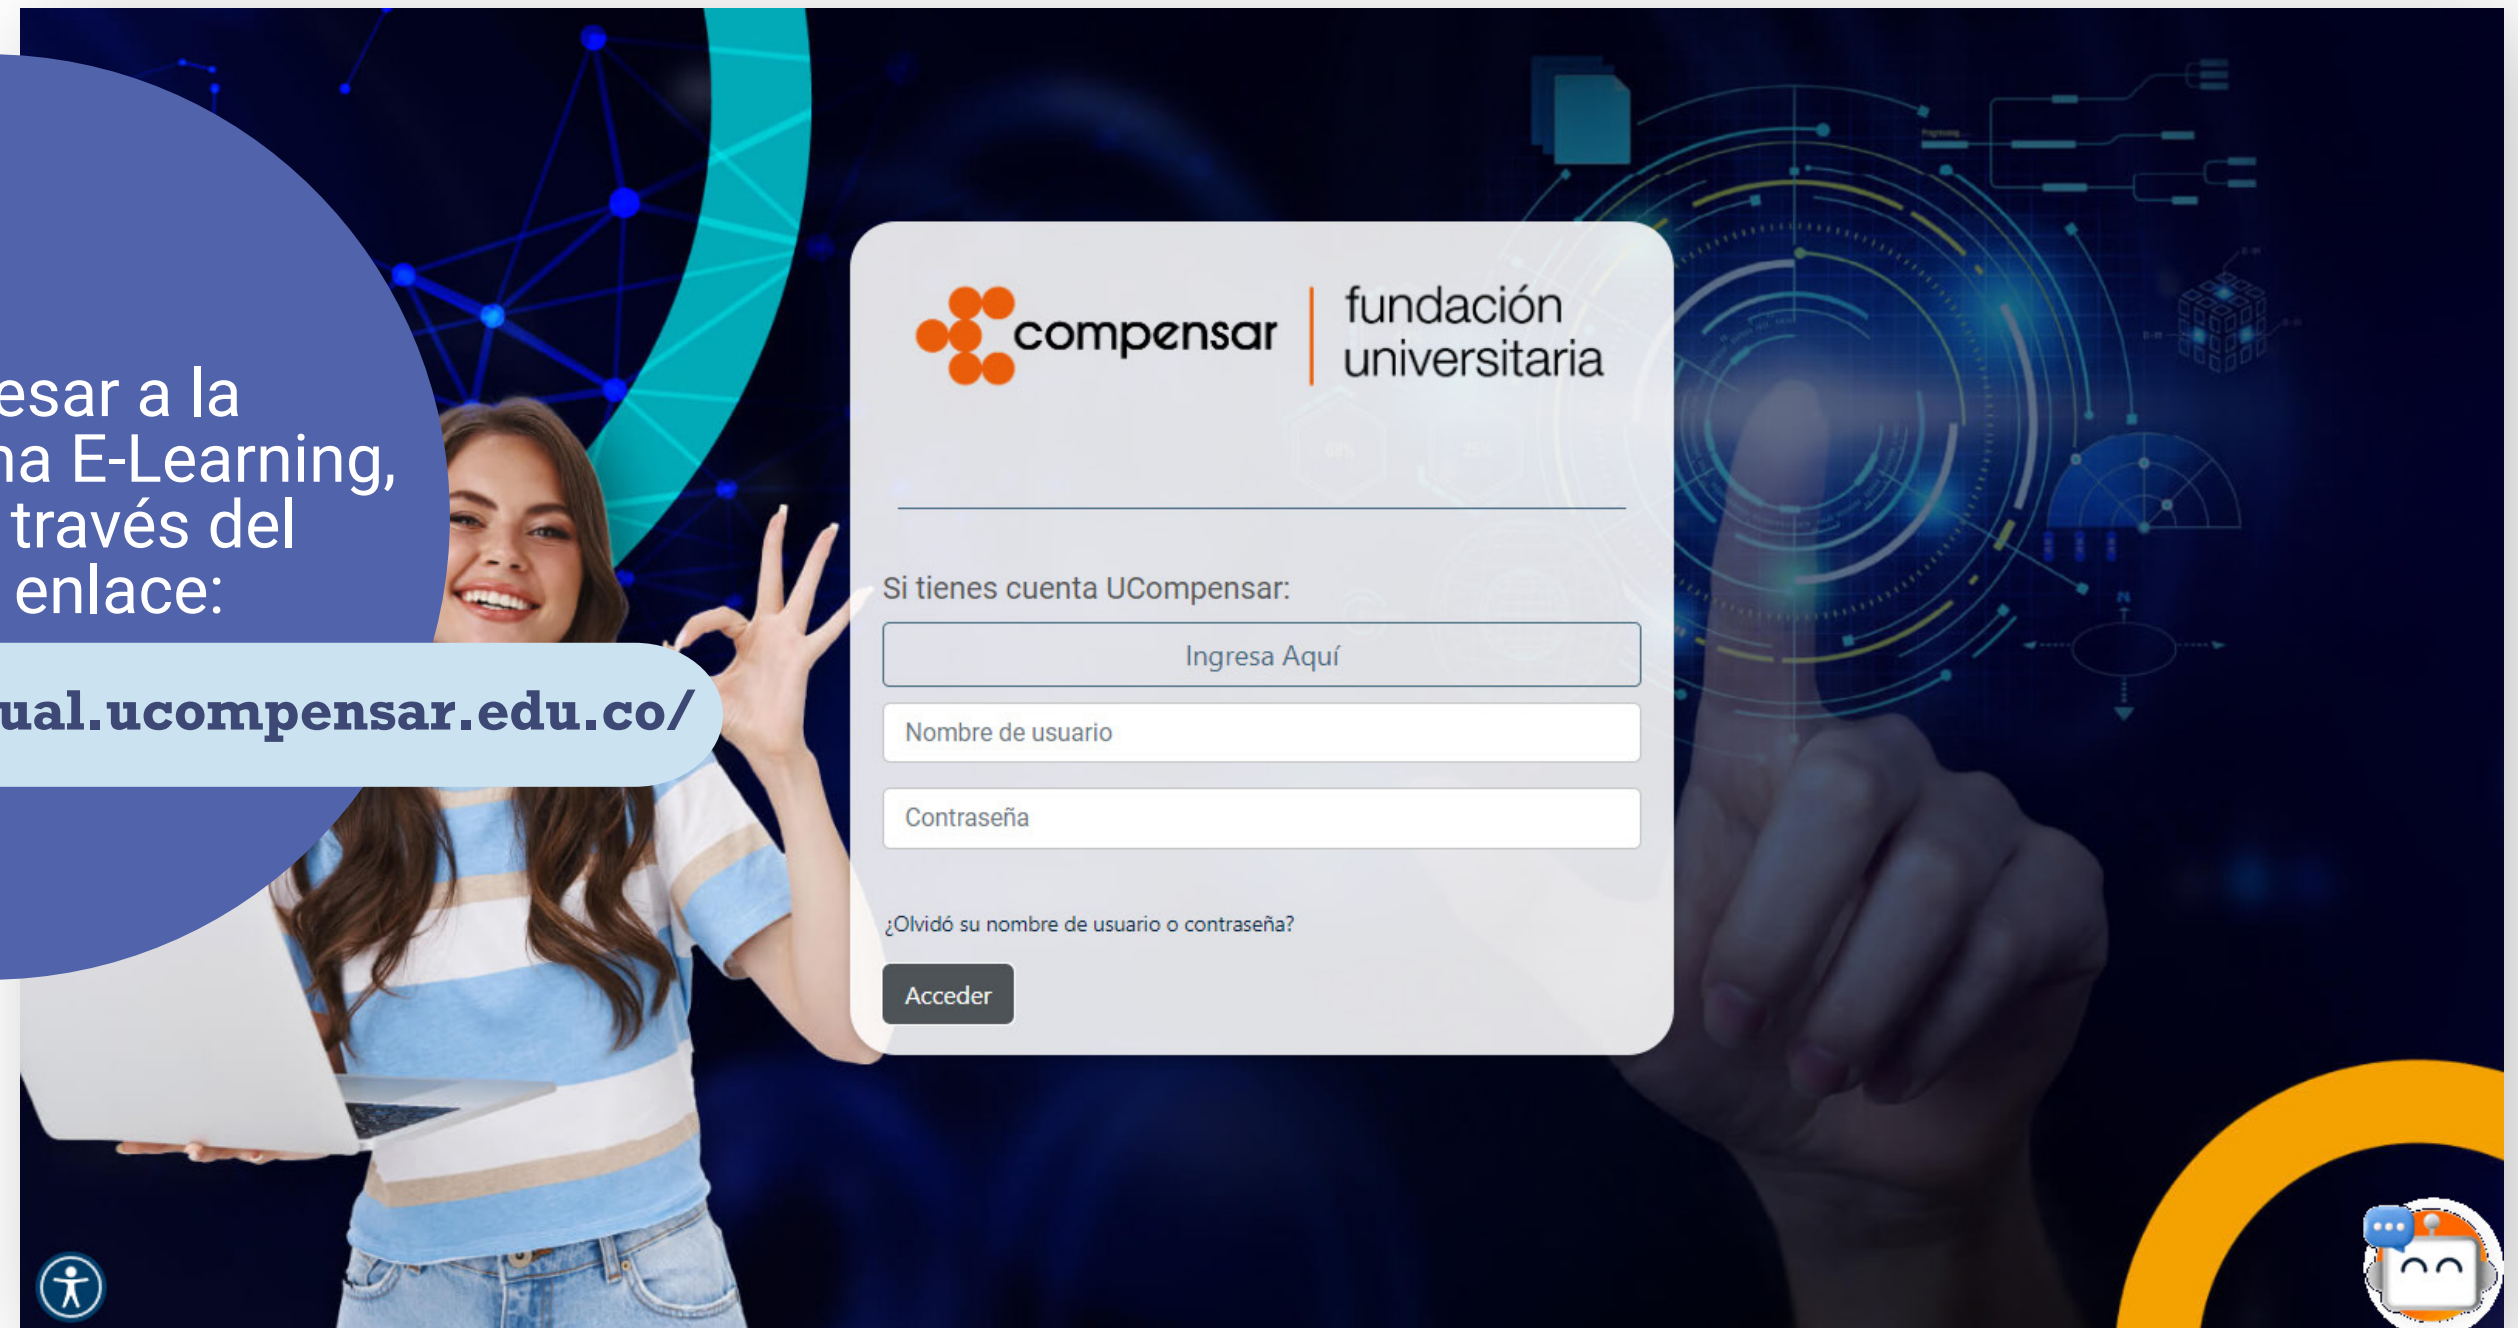 esar a la
na E-Learning,
través del
enlace:
ual.ucompensar.edu.co/
compensar
fundación
universitaria
Si tienes cuenta UCompensar:
Ingresa Aquí
Nombre de usuario
Contraseña
¿Olvidó su nombre de usuario o contraseña?
Acceder